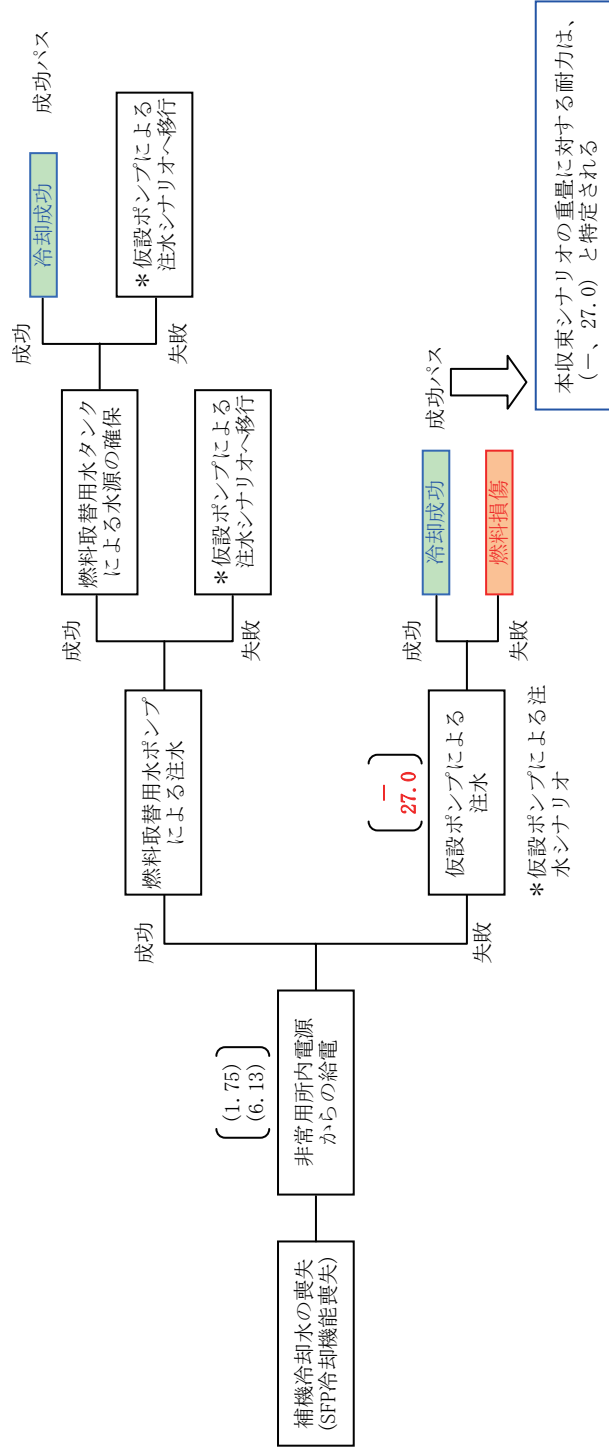 補機冷却水の喪失
(SFP冷却機能喪失)
(1.75)
(6.13)
非常用所内電源
からの給電
成功
失敗
燃料取替用水ポンプ
による注水
成功
失敗
燃料取替用水タンク
による水源の確保
成功
失敗
冷却成功
成功パス
＊仮設ポンプによる
注水シナリオへ移行
＊仮設ポンプによる
注水シナリオへ移行
－
27.0
仮設ポンプによる
注水
＊仮設ポンプによる注
水シナリオ
成功
失敗
冷却成功
燃料損傷
成功パス
本収束シナリオの重畳に対する耐力は、
(－、27.0) と特定される